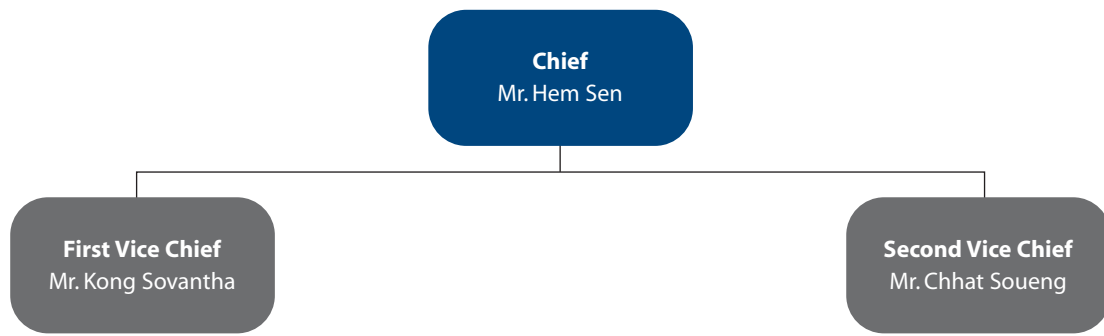 Chief
Mr. Hem Sen
First Vice Chief
Mr. Kong Sovantha
Second Vice Chief
Mr. Chhat Soueng